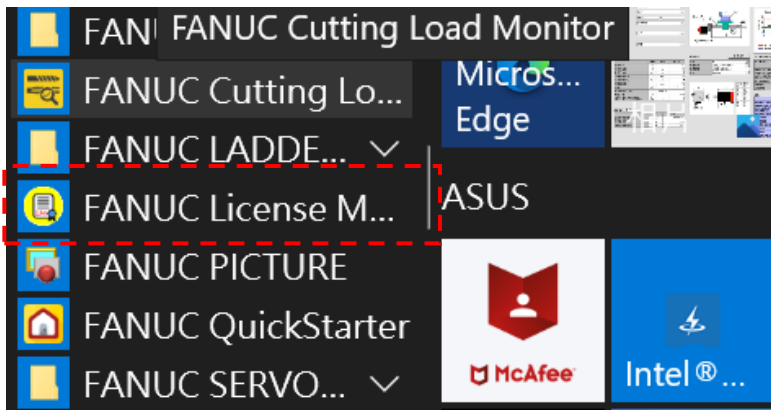 FAN
FANUC Cutting Load Monitor
FANUC Cutting Lo...
FANUC LADDE...
FANUC License M...
FANUC PICTURE
FANUC QuickStarter
FANUC SERVO...
Micros...
Edge
相片
ASUS
McAfee
Intel® ...